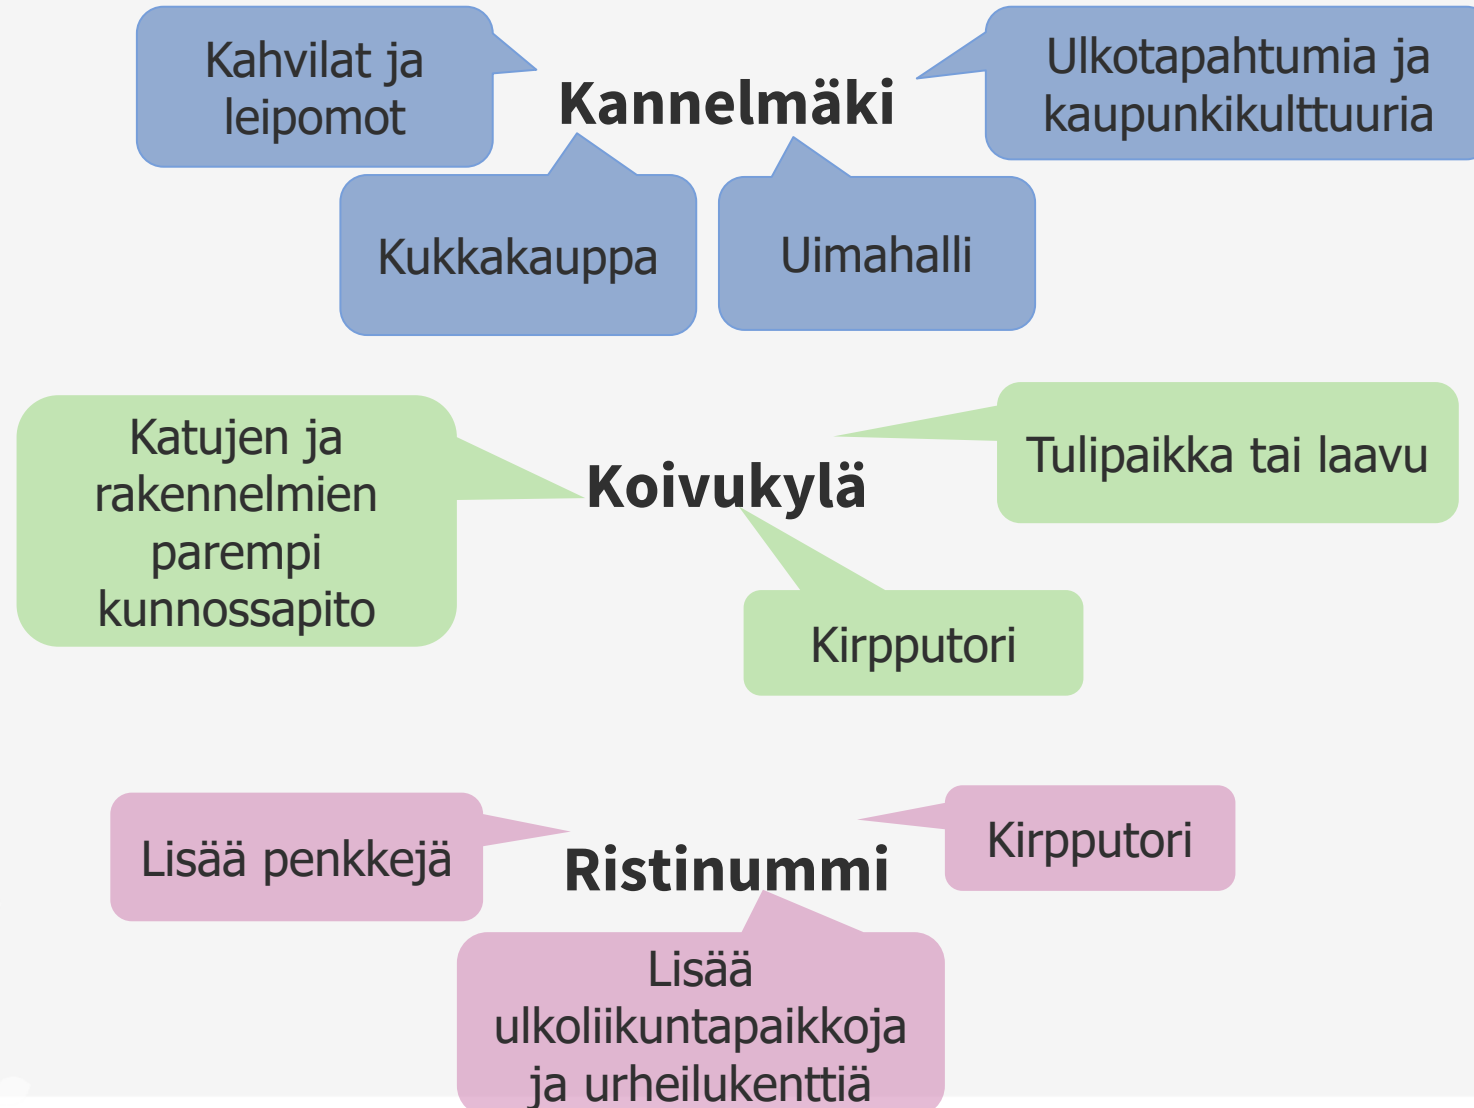 Kahvilat ja
leipomot
Kannelmäki
Ulkotapahtumia ja
kaupunkikulttuuria
Kukkakauppa
Uimahalli
Katujen ja
rakennelmien
parempi
kunnossapito
Koivukylä
Tulipaikka tai laavu
Kirpputori
Lisää penkkejä
Ristinummi
Kirpputori
Lisää
ulkoliikuntapaikkoja
ja urheilukenttiä